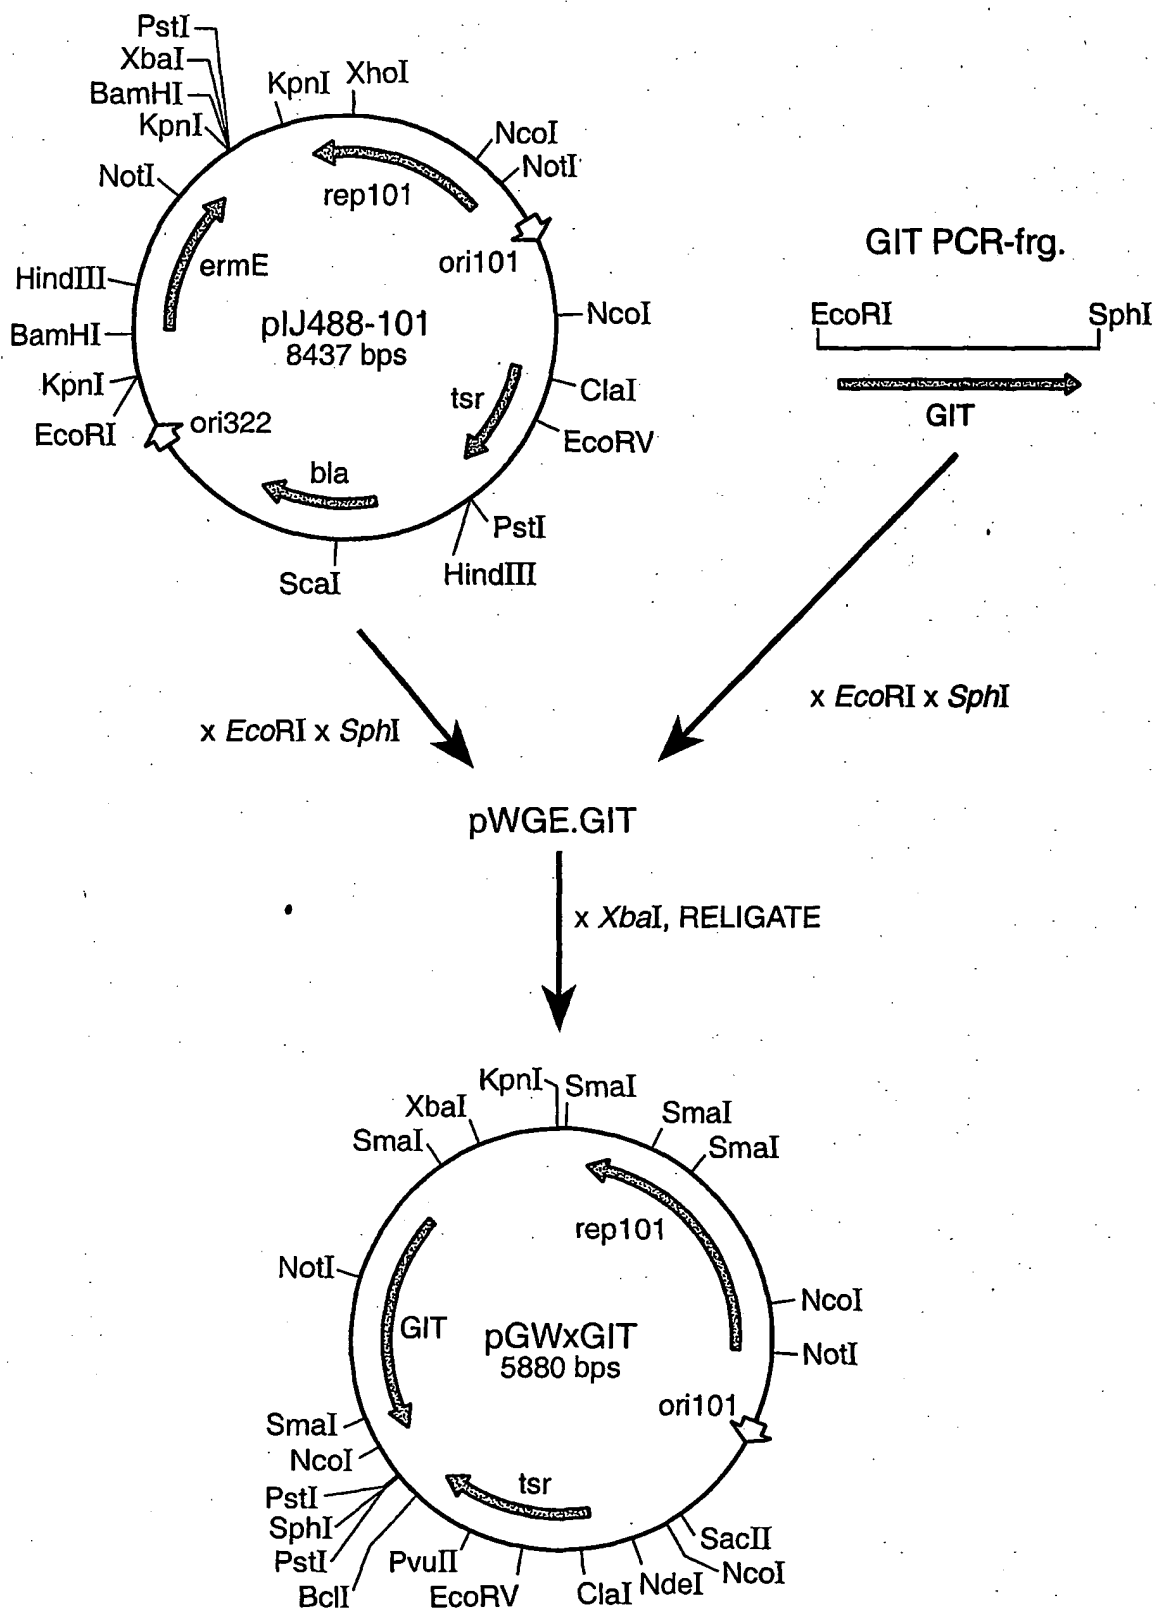 PstI
XbaI
BamHI
KpnI
KpnI
XhoI
NcoI
NotI
NotI
rep101
ori101
ermE
HindIII
BamHI
KpnI
EcoRI
pIJ488-101
8437 bps
NcoI
ClaI
EcoRV
tsr
ori322
bla
PstI
HindIII
ScaI
GIT PCR-frg.
EcoRI
SphI
GIT
x EcoRI x SphI
x EcoRI x SphI
pWGE.GIT
x XbaI, RELIGATE
KpnI
SmaI
XbaI
SmaI
SmaI
SmaI
rep101
NotI
NcoI
GIT
pGWxGIT
5880 bps
NotI
ori101
SmaI
NcoI
PstI
SphI
PstI
BclI
tsr
PvuII
EcoRV
ClaI
NdeI
NcoI
SacII